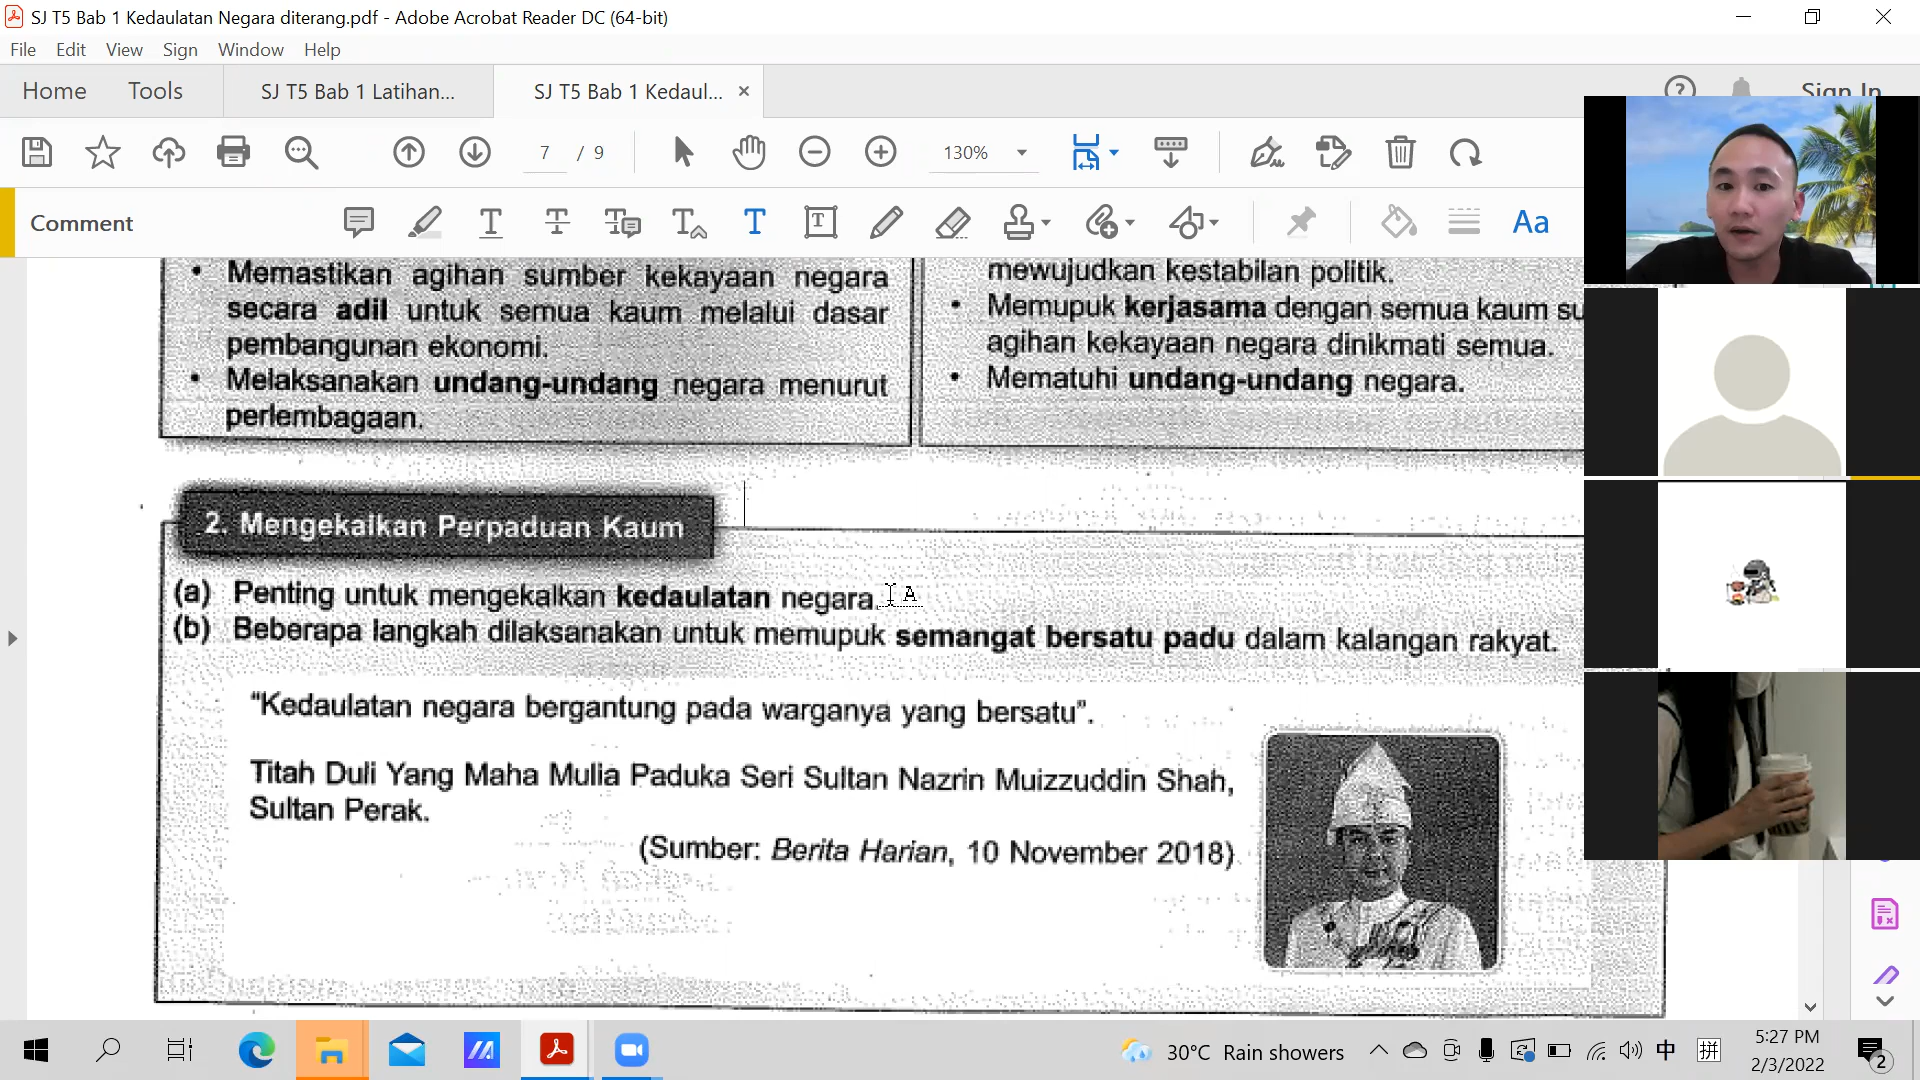 SJ T5 Bab 1 Kedaulatan Negara diterang.pdf - Adobe Acrobat Reader DC (64-bit)
File Edit View Sign Window Help
Home Tools SJ T5 Bab 1 Latihan... SJ T5 Bab 1 Kedaul... × Sign In
7 / 9 130%
Comment Aa
• Memastikan agihan sumber kekayaan negara
secara adil untuk semua kaum melalui dasar
pembangunan ekonomi.
• Melaksanakan undang-undang negara menurut
perlembagaan.
mewujudkan kestabilan politik.
• Memupuk kerjasama dengan semua kaum su
agihan kekayaan negara dinikmati semua.
• Mematuhi undang-undang negara.
2. Mengekalkan Perpaduan Kaum
(a) Penting untuk mengekalkan kedaulatan negara.
(b) Beberapa langkah dilaksanakan untuk memupuk semangat bersatu padu dalam kalangan rakyat.
“Kedaulatan negara bergantung pada warganya yang bersatu”.
Titah Duli Yang Maha Mulia Paduka Seri Sultan Nazrin Muizzuddin Shah,
Sultan Perak.
(Sumber: Berita Harian, 10 November 2018)
30°C Rain showers 中 拼 5:27 PM
2/3/2022 2